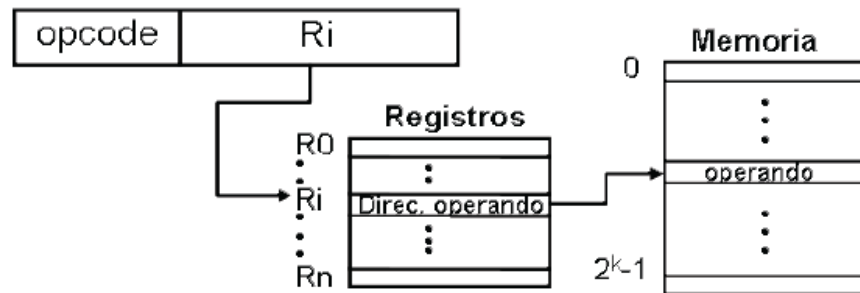 opcode Ri
Registros
R0
Ri Direc. operando
Rn
Memoria
0
operando
2ᵏ-1